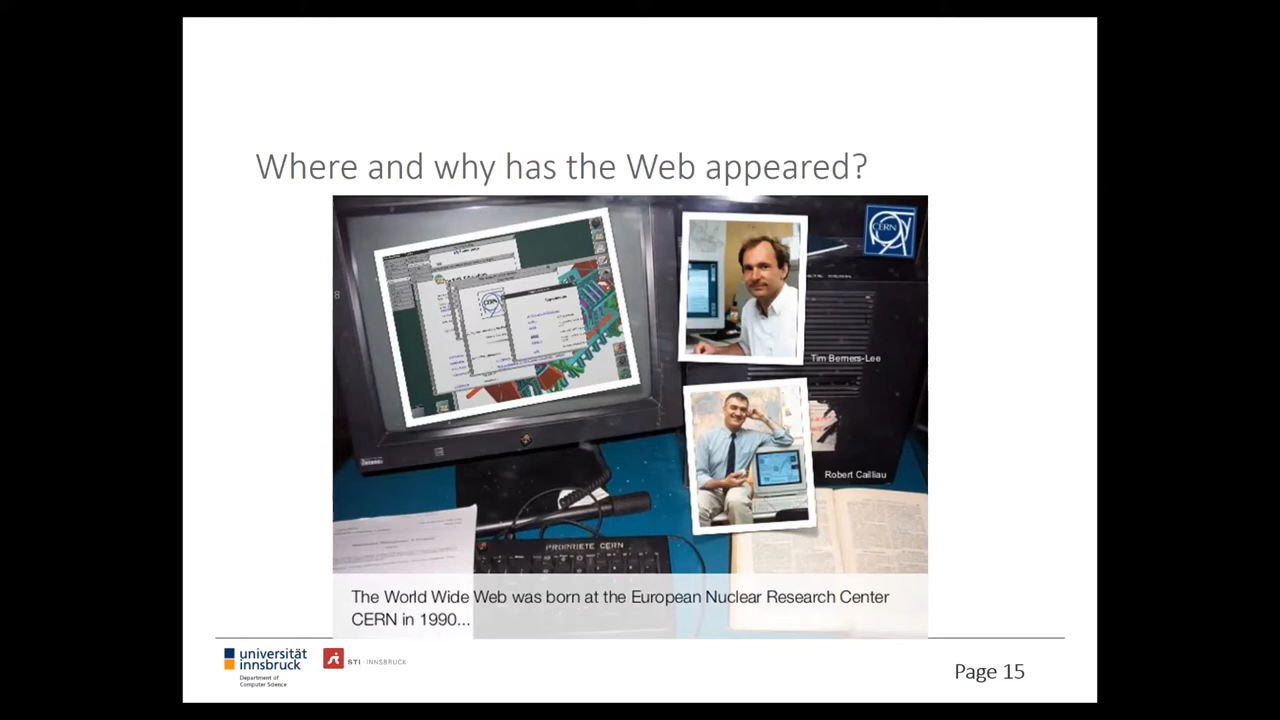 Where and why has the Web appeared?
CERN
Tim Berners-Lee
Robert Cailliau
PROPRIETE CERN
The World Wide Web was born at the European Nuclear Research Center
CERN in 1990...
universität
innsbruck
Department of
Computer Science
STI · INNSBRUCK
Page 15